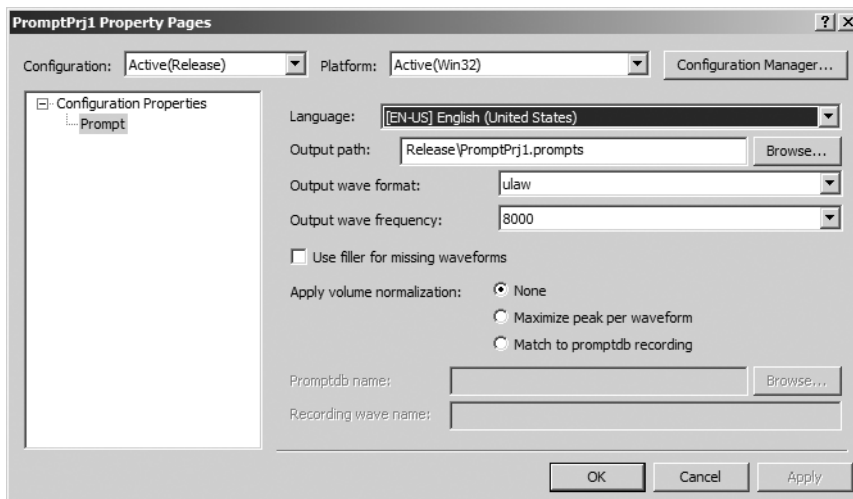 PromptPrj1 Property Pages
Configuration: Active(Release) Platform: Active(Win32) Configuration Manager...
Configuration Properties
Prompt
Language: [EN-US] English (United States)
Output path: Release\PromptPrj1.prompts Browse...
Output wave format: ulaw
Output wave frequency: 8000
Use filler for missing waveforms
Apply volume normalization: None
Maximize peak per waveform
Match to promptdb recording
Promptdb name: Browse...
Recording wave name:
OK Cancel Apply